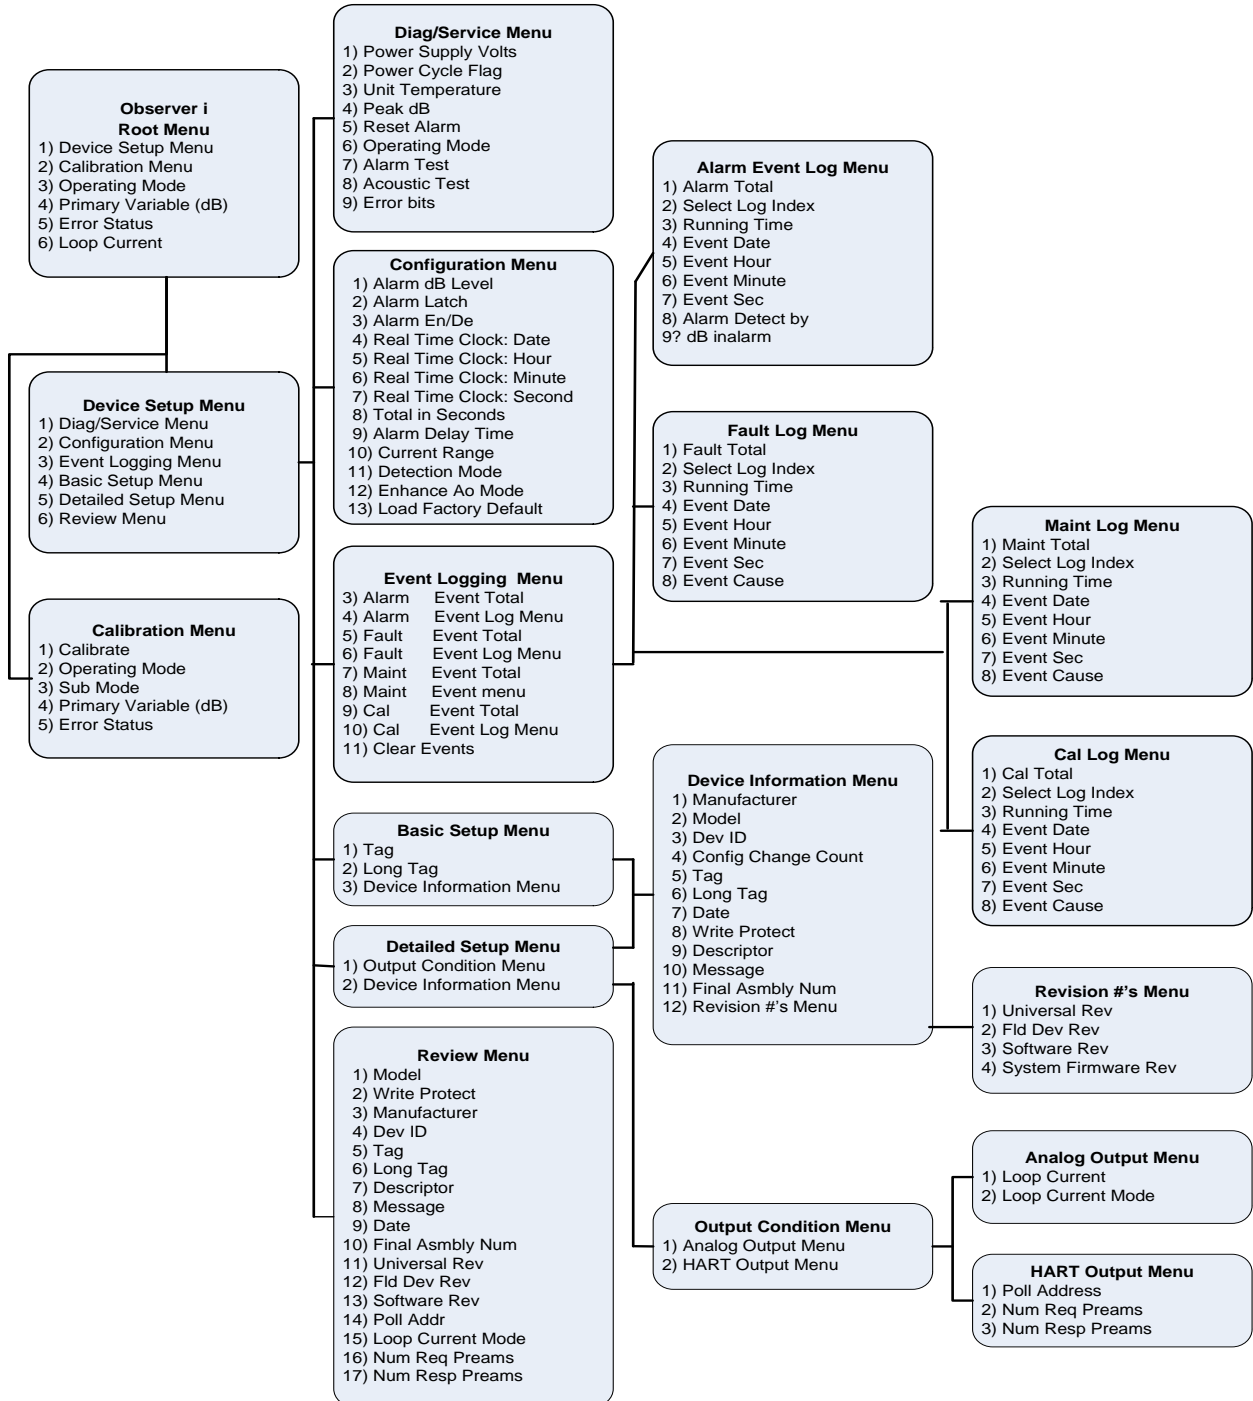 Observer i
Root Menu
1) Device Setup Menu
2) Calibration Menu
3) Operating Mode
4) Primary Variable (dB)
5) Error Status
6) Loop Current
Device Setup Menu
1) Diag/Service Menu
2) Configuration Menu
3) Event Logging Menu
4) Basic Setup Menu
5) Detailed Setup Menu
6) Review Menu
Calibration Menu
1) Calibrate
2) Operating Mode
3) Sub Mode
4) Primary Variable (dB)
5) Error Status
Diag/Service Menu
1) Power Supply Volts
2) Power Cycle Flag
3) Unit Temperature
4) Peak dB
5) Reset Alarm
6) Operating Mode
7) Alarm Test
8) Acoustic Test
9) Error bits
Configuration Menu
1) Alarm dB Level
2) Alarm Latch
3) Alarm En/De
4) Real Time Clock: Date
5) Real Time Clock: Hour
6) Real Time Clock: Minute
7) Real Time Clock: Second
8) Total in Seconds
9) Alarm Delay Time
10) Current Range
11) Detection Mode
12) Enhance Ao Mode
13) Load Factory Default
Event Logging Menu
3) Alarm Event Total
4) Alarm Event Log Menu
5) Fault Event Total
6) Fault Event Log Menu
7) Maint Event Total
8) Maint Event menu
9) Cal Event Total
10) Cal Event Log Menu
11) Clear Events
Basic Setup Menu
1) Tag
2) Long Tag
3) Device Information Menu
Detailed Setup Menu
1) Output Condition Menu
2) Device Information Menu
Review Menu
1) Model
2) Write Protect
3) Manufacturer
4) Dev ID
5) Tag
6) Long Tag
7) Descriptor
8) Message
9) Date
10) Final Asmbly Num
11) Universal Rev
12) Fld Dev Rev
13) Software Rev
14) Poll Addr
15) Loop Current Mode
16) Num Req Preams
17) Num Resp Preams
Alarm Event Log Menu
1) Alarm Total
2) Select Log Index
3) Running Time
4) Event Date
5) Event Hour
6) Event Minute
7) Event Sec
8) Alarm Detect by
9? dB inalarm
Fault Log Menu
1) Fault Total
2) Select Log Index
3) Running Time
4) Event Date
5) Event Hour
6) Event Minute
7) Event Sec
8) Event Cause
Device Information Menu
1) Manufacturer
2) Model
3) Dev ID
4) Config Change Count
5) Tag
6) Long Tag
7) Date
8) Write Protect
9) Descriptor
10) Message
11) Final Asmbly Num
12) Revision #'s Menu
Output Condition Menu
1) Analog Output Menu
2) HART Output Menu
Maint Log Menu
1) Maint Total
2) Select Log Index
3) Running Time
4) Event Date
5) Event Hour
6) Event Minute
7) Event Sec
8) Event Cause
Cal Log Menu
1) Cal Total
2) Select Log Index
3) Running Time
4) Event Date
5) Event Hour
6) Event Minute
7) Event Sec
8) Event Cause
Revision #'s Menu
1) Universal Rev
2) Fld Dev Rev
3) Software Rev
4) System Firmware Rev
Analog Output Menu
1) Loop Current
2) Loop Current Mode
HART Output Menu
1) Poll Address
2) Num Req Preams
3) Num Resp Preams